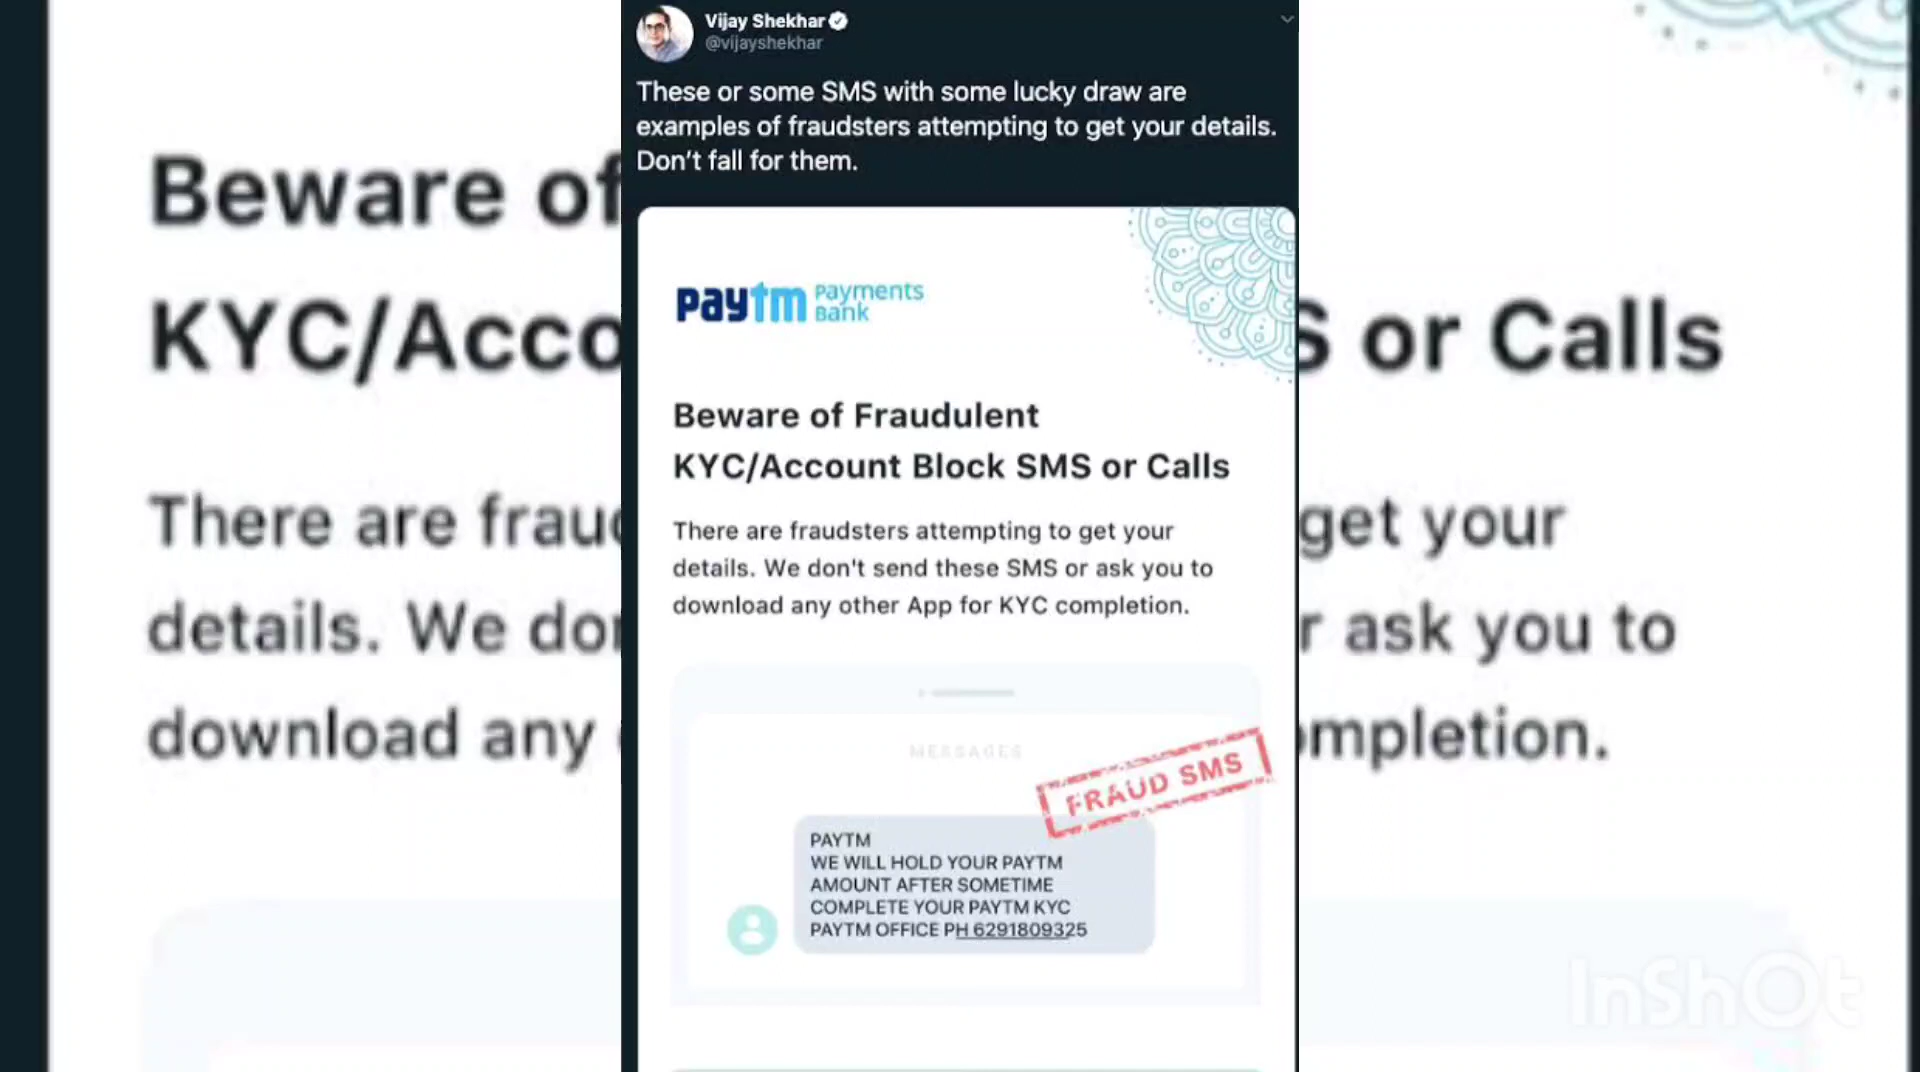 Vijay Shekhar
@vijayshekhar
These or some SMS with some lucky draw are
examples of fraudsters attempting to get your details.
Don't fall for them.
paytm Payments
Bank
Beware of Fraudulent
KYC/Account Block SMS or Calls
There are fraudsters attempting to get your
details. We don't send these SMS or ask you to
download any other App for KYC completion.
MESSAGES
FRAUD SMS
PAYTM
WE WILL HOLD YOUR PAYTM
AMOUNT AFTER SOMETIME
COMPLETE YOUR PAYTM KYC
PAYTM OFFICE PH 6291809325
Beware of
KYC/Acco S or Calls
There are frau get your
details. We do r ask you to
download any ompletion.
InShOt